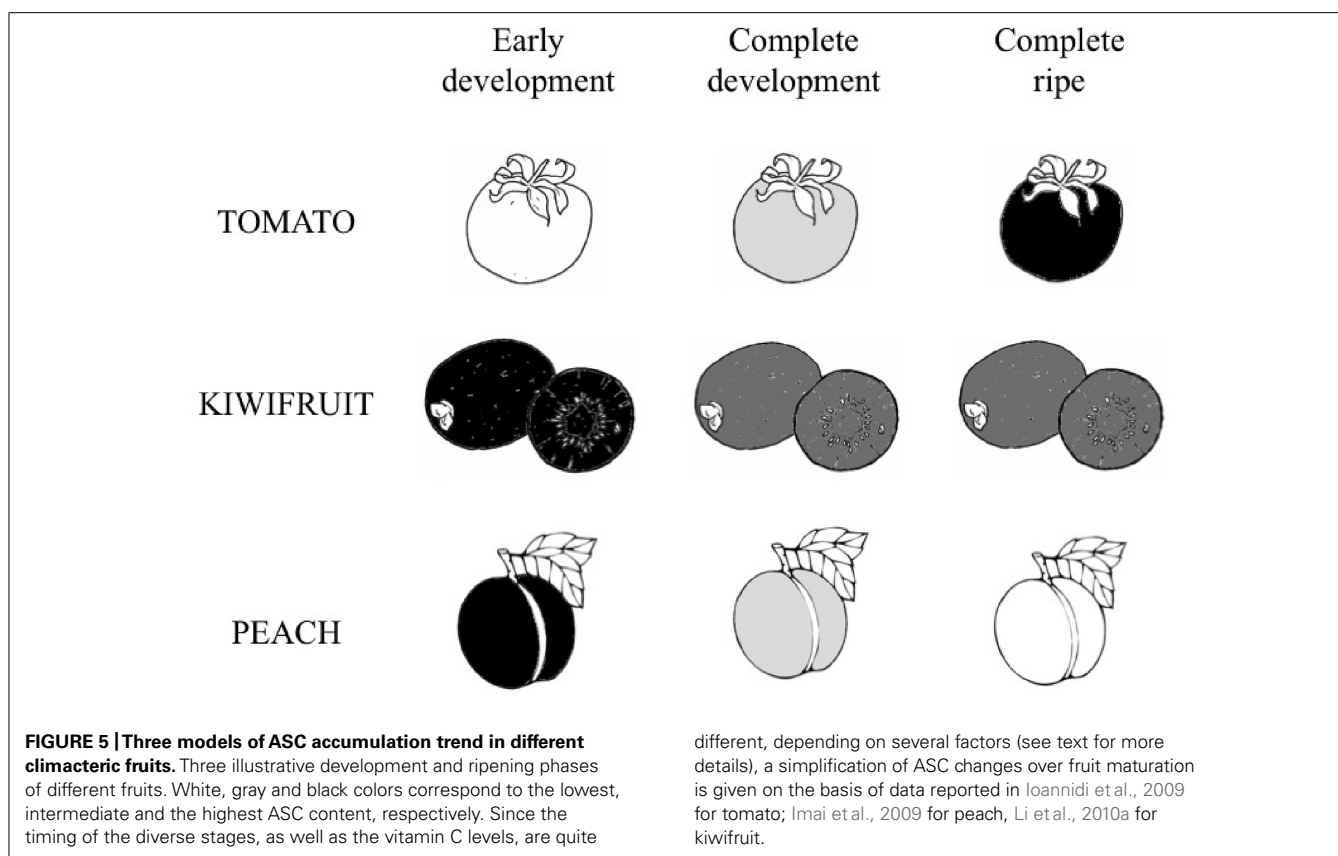 Early
development
Complete
development
Complete
ripe
TOMATO
KIWIFRUIT
PEACH
FIGURE 5 | Three models of ASC accumulation trend in different
climacteric fruits. Three illustrative development and ripening phases
of different fruits. White, gray and black colors correspond to the lowest,
intermediate and the highest ASC content, respectively. Since the
timing of the diverse stages, as well as the vitamin C levels, are quite
different, depending on several factors (see text for more
details), a simplification of ASC changes over fruit maturation
is given on the basis of data reported in Ioannidi et al., 2009
for tomato; Imai et al., 2009 for peach, Li et al., 2010a for
kiwifruit.